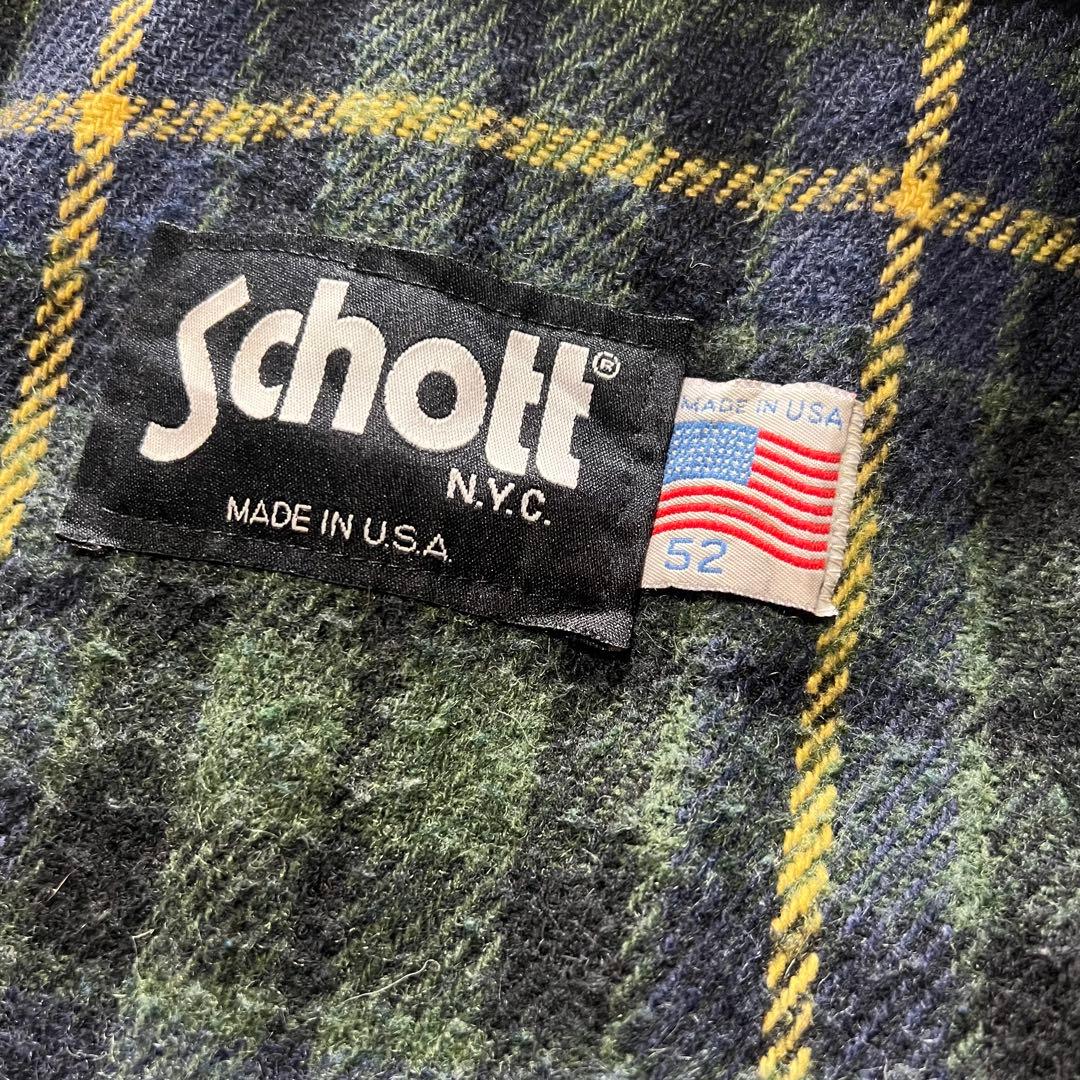 Schott®
N.Y.C.
MADE IN U.S.A.
MADE IN USA
52